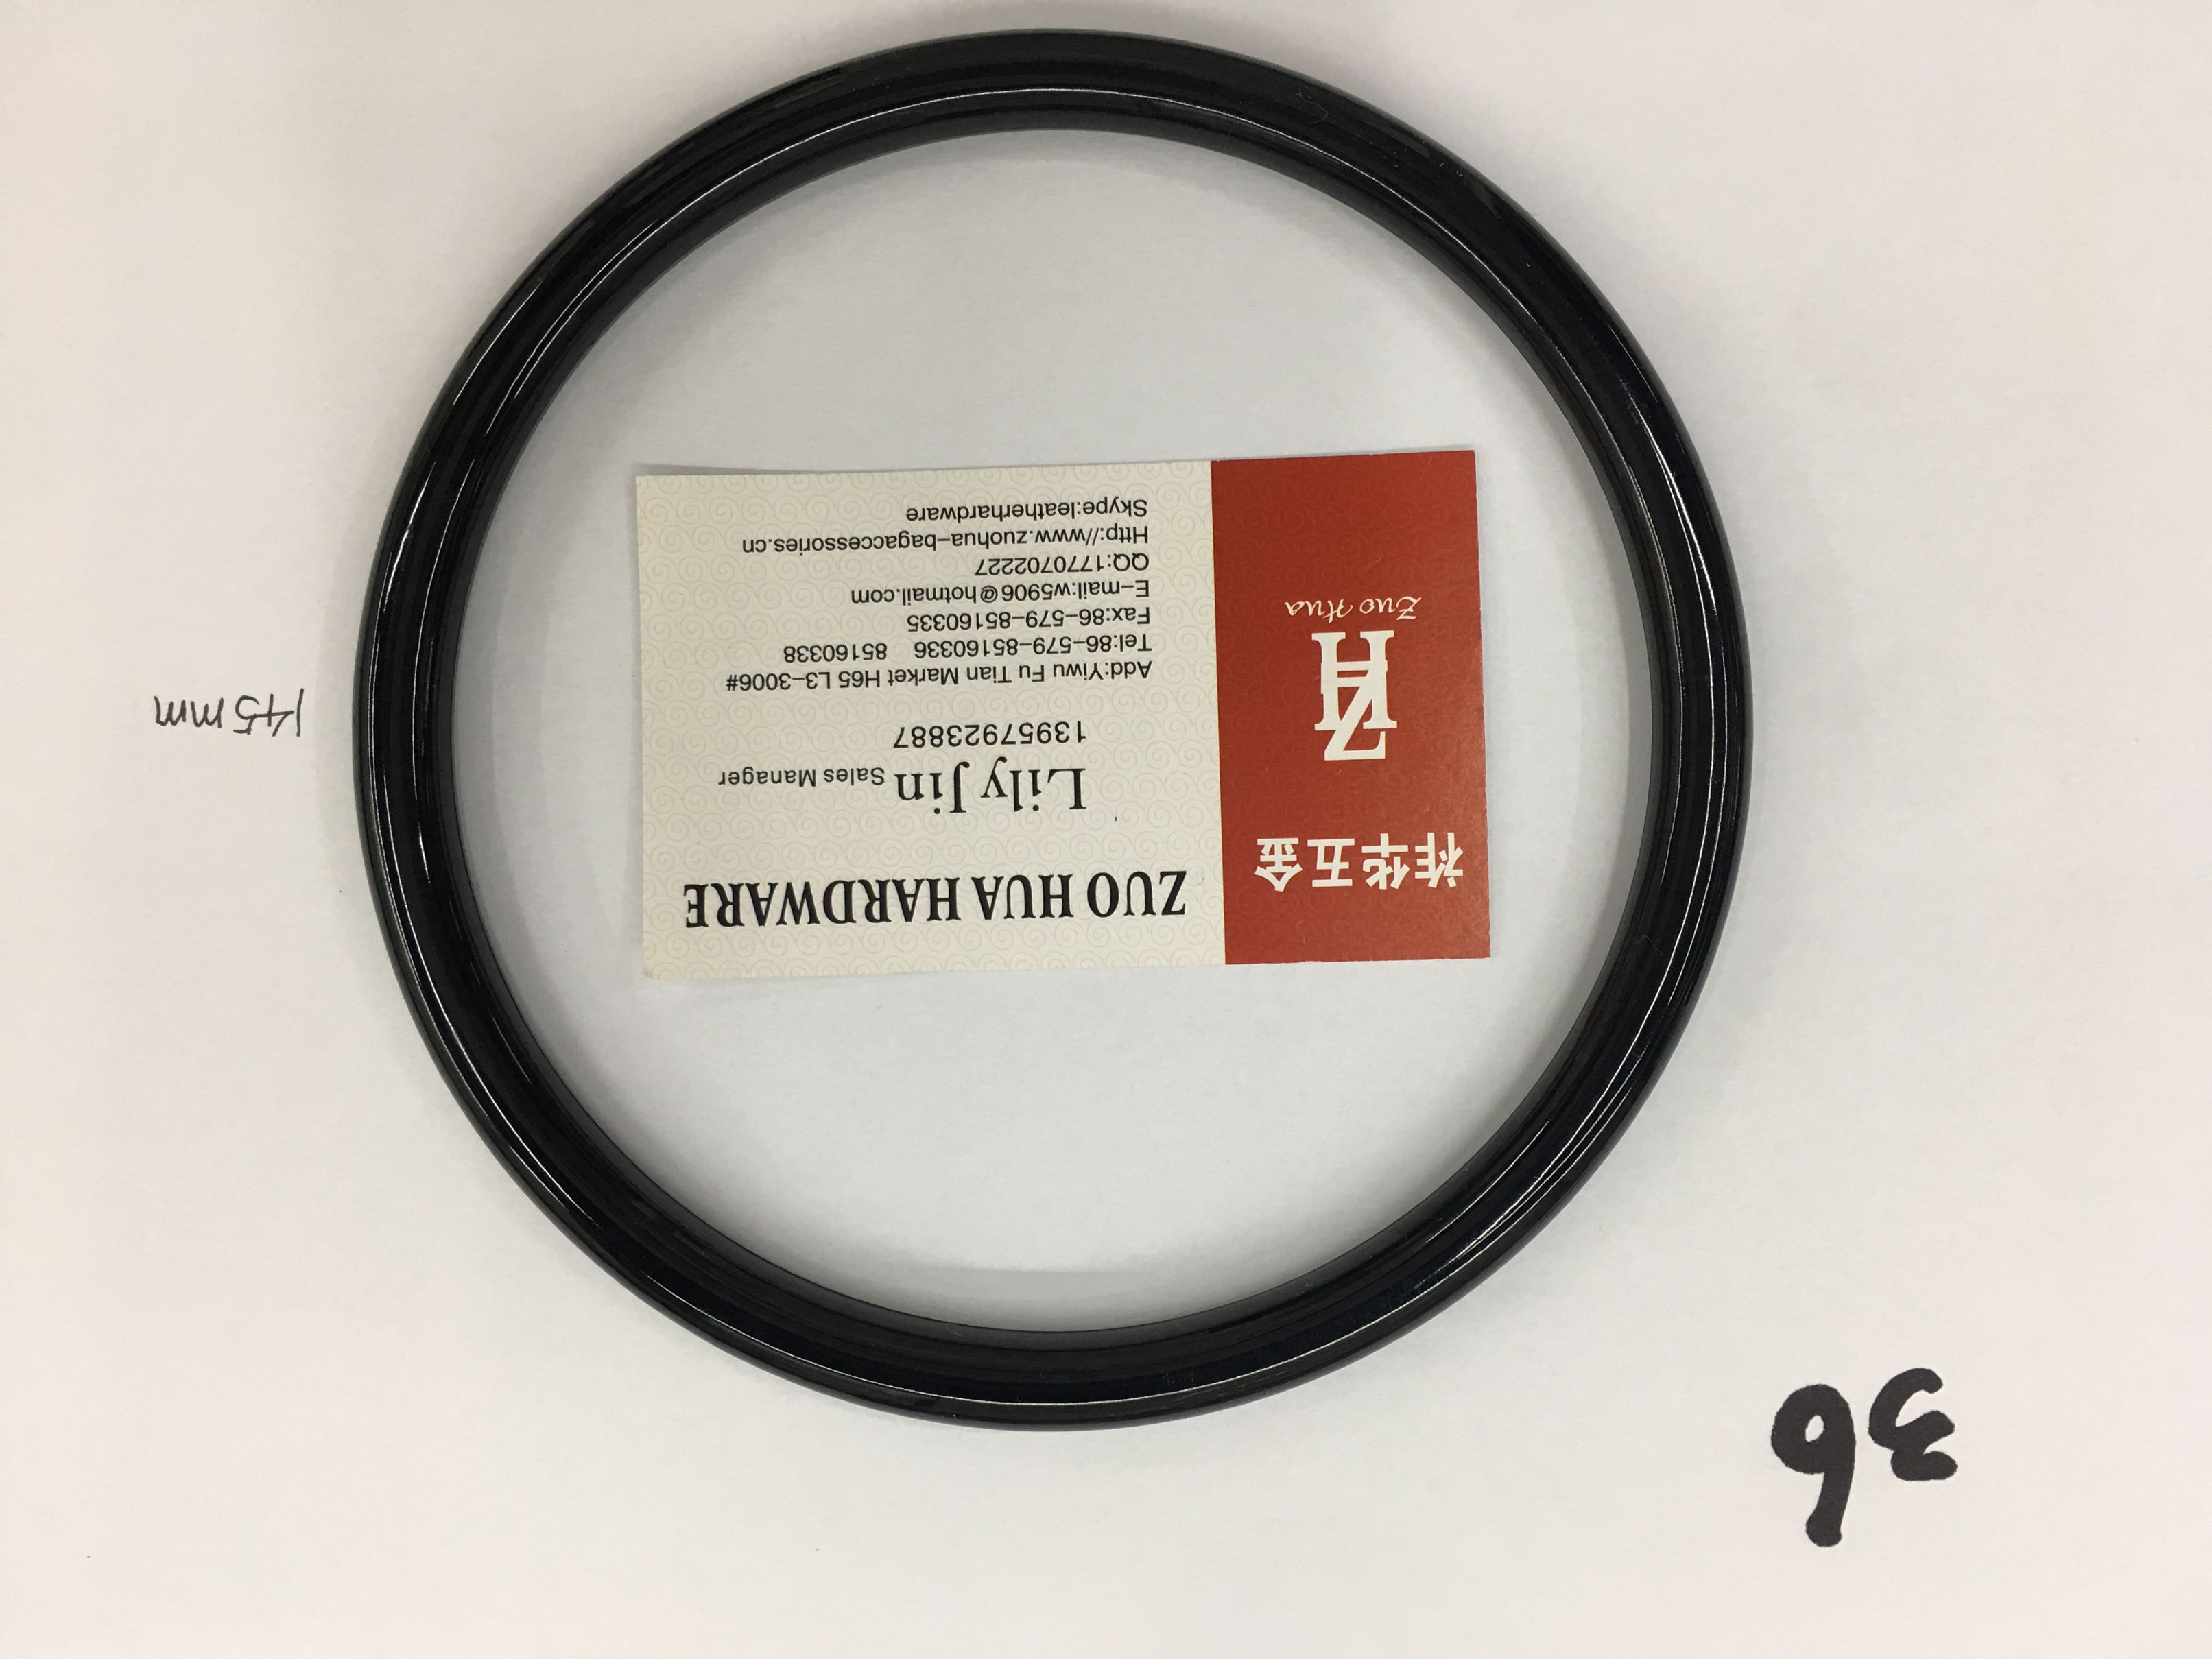 36
祚华五金
ZH
Zuo Hua
ZUO HUA HARDWARE
Lily Jin Sales Manager
13957923887
Add:Yiwu Fu Tian Market H65 L3-3006#
Tel:86-579-85160336 85160338
Fax:86-579-85160335
E-mail:w5906@hotmail.com
QQ:177070227
Http://www.zuohua-bagaccessories.cn
Skype:leatherhardware
145mm